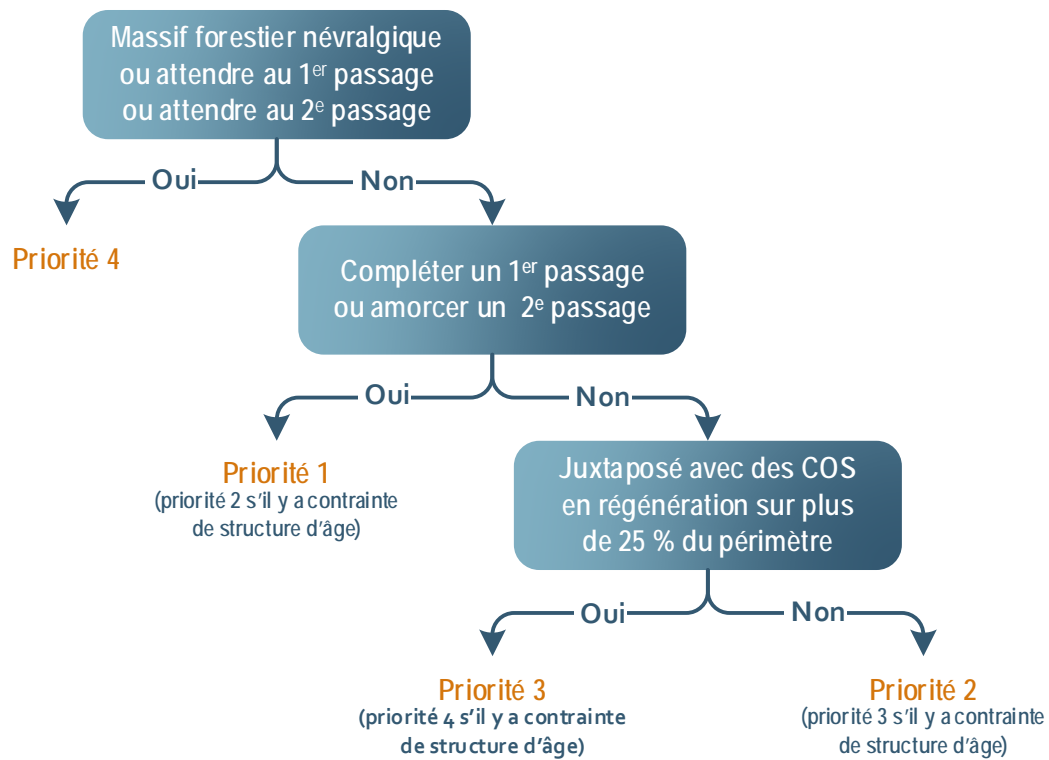 Massif forestier névralgique
ou attendre au 1er passage
ou attendre au 2e passage
Oui
Non
Priorité 4
Compléter un 1er passage
ou amorcer un 2e passage
Oui
Non
Priorité 1
(priorité 2 s'il y a contrainte
de structure d'âge)
Juxtaposé avec des COS
en régénération sur plus
de 25 % du périmètre
Oui
Non
Priorité 3
(priorité 4 s'il y a contrainte
de structure d'âge)
Priorité 2
(priorité 3 s'il y a contrainte
de structure d'âge)